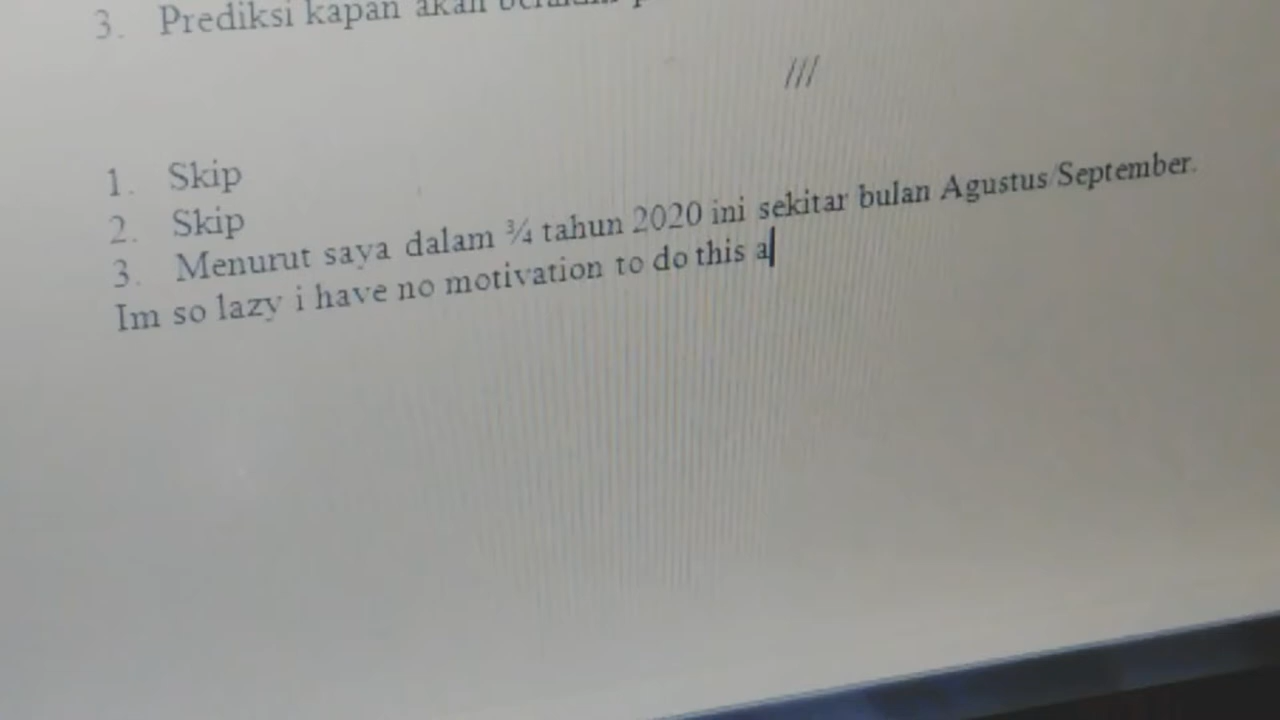 3. Prediksi kapan akan
///
1. Skip
2. Skip
3. Menurut saya dalam ¾ tahun 2020 ini sekitar bulan Agustus/September.
Im so lazy i have no motivation to do this a